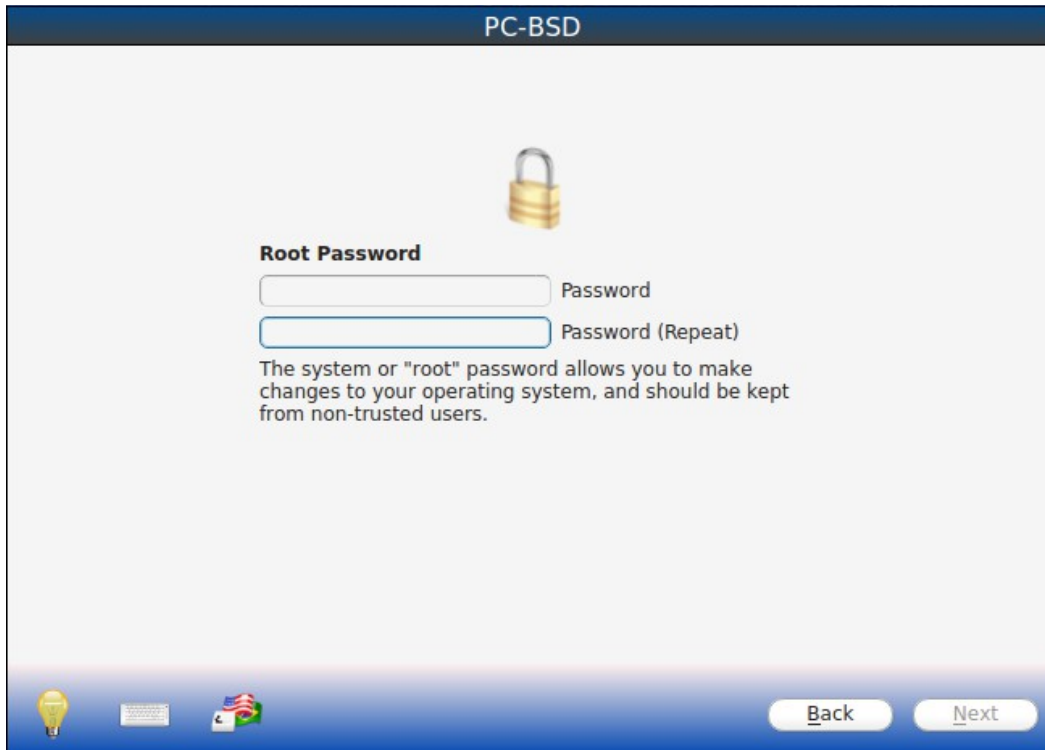 PC-BSD
Root Password
Password
Password (Repeat)
The system or "root" password allows you to make
changes to your operating system, and should be kept
from non-trusted users.
Back Next